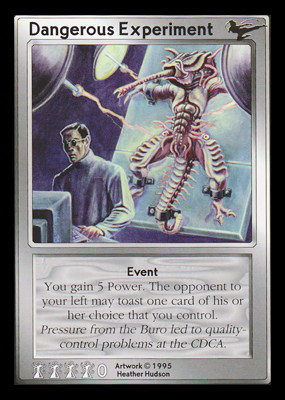 Dangerous Experiment
Event
You gain 5 Power. The opponent to
your left may toast one card of his or
her choice that you control.
Pressure from the Buro led to quality-
control problems at the CDCA.
Artwork © 1995
Heather Hudson